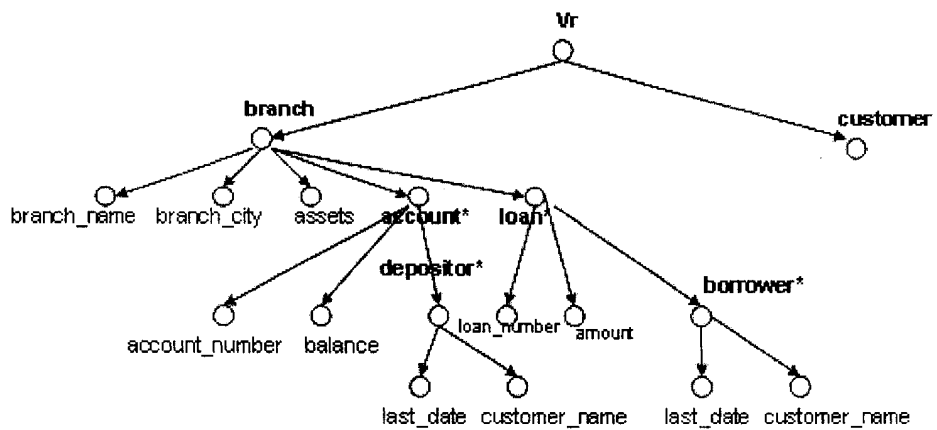 Vr
branch
customer
branch_name branch_city assets account* loan*
depositor*
borrower*
account_number balance loan_number amount
last_date customer_name last_date customer_name